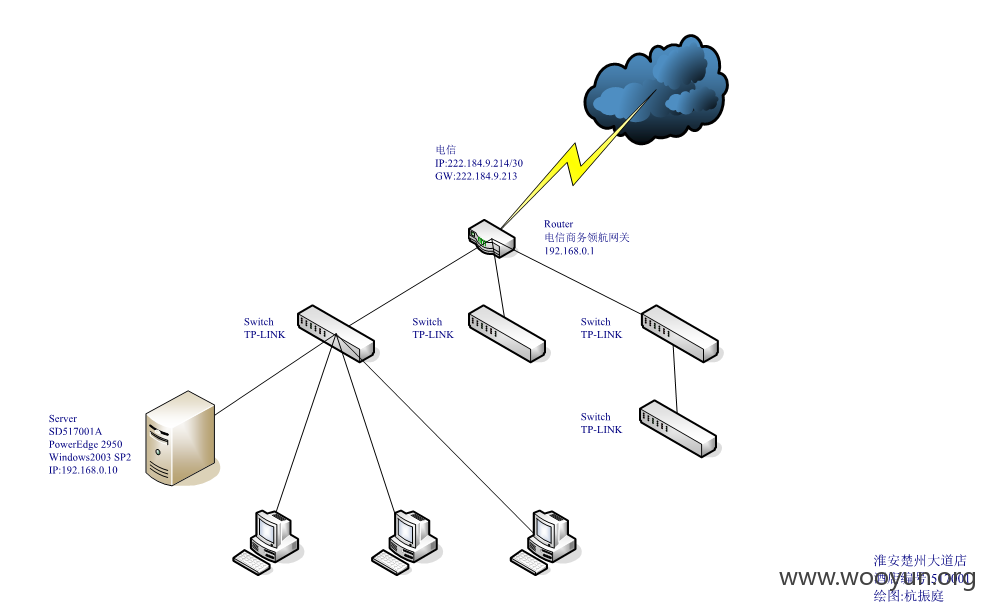 电信
IP:222.184.9.214/30
GW:222.184.9.213
Router
电信商务领航网关
192.168.0.1
Switch
TP-LINK
Switch
TP-LINK
Switch
TP-LINK
Switch
TP-LINK
Server
SD517001A
PowerEdge 2950
Windows2003 SP2
IP:192.168.0.10
淮安楚州大道店
www.wooyun.org
绘图:杭振庭